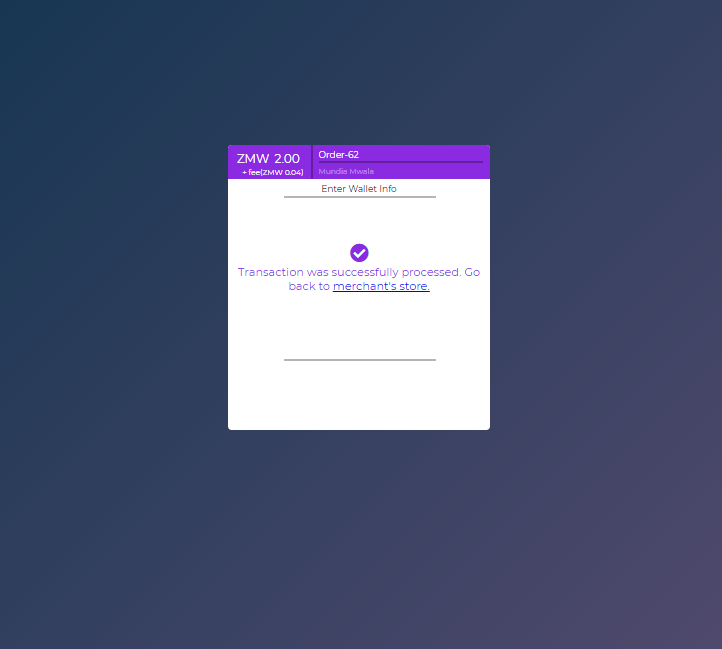 ZMW 2.00
+ fee(ZMW 0.04)
Order-62
Mundia Mwala
Enter Wallet Info
Transaction was successfully processed. Go
back to merchant's store.